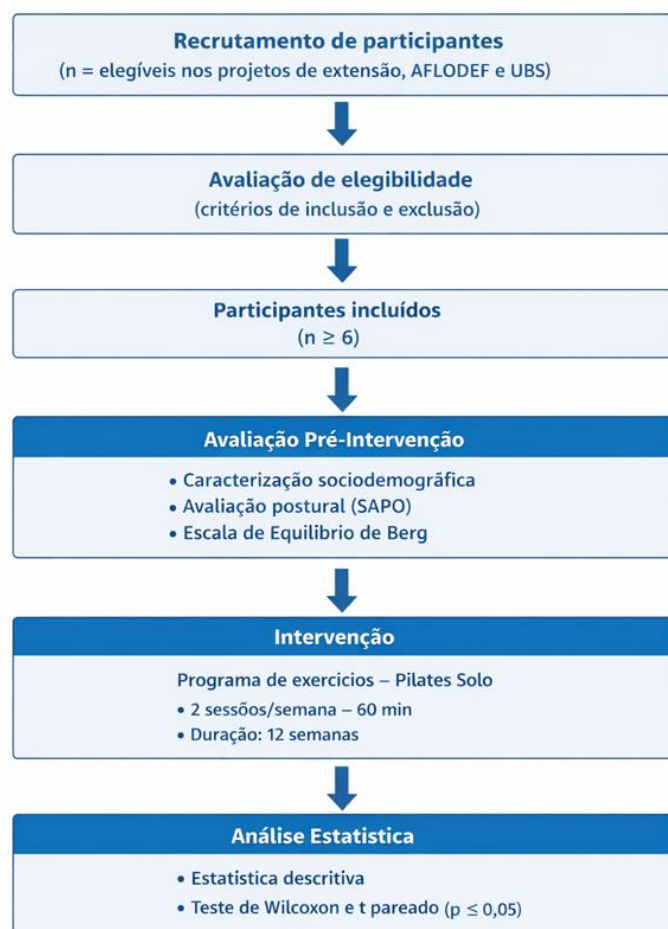 Recrutamento de participantes
(n = elegíveis nos projetos de extensão, AFLODEF e UBS)
Avaliação de elegibilidade
(critérios de inclusão e exclusão)
Participantes incluídos
(n ≥ 6)
Avaliação Pré-Intervenção
• Caracterização sociodemogrăfica
• Avaliação postural (SAPO)
• Escala de Equilibrio de Berg
Intervenção
Programa de exercicios – Pilates Solo
• 2 sessõos/semana – 60 min
• Duração: 12 semanas
Análise Estatistica
• Estatistica descritiva
• Teste de Wilcoxon e t pareado (p ≤ 0,05)